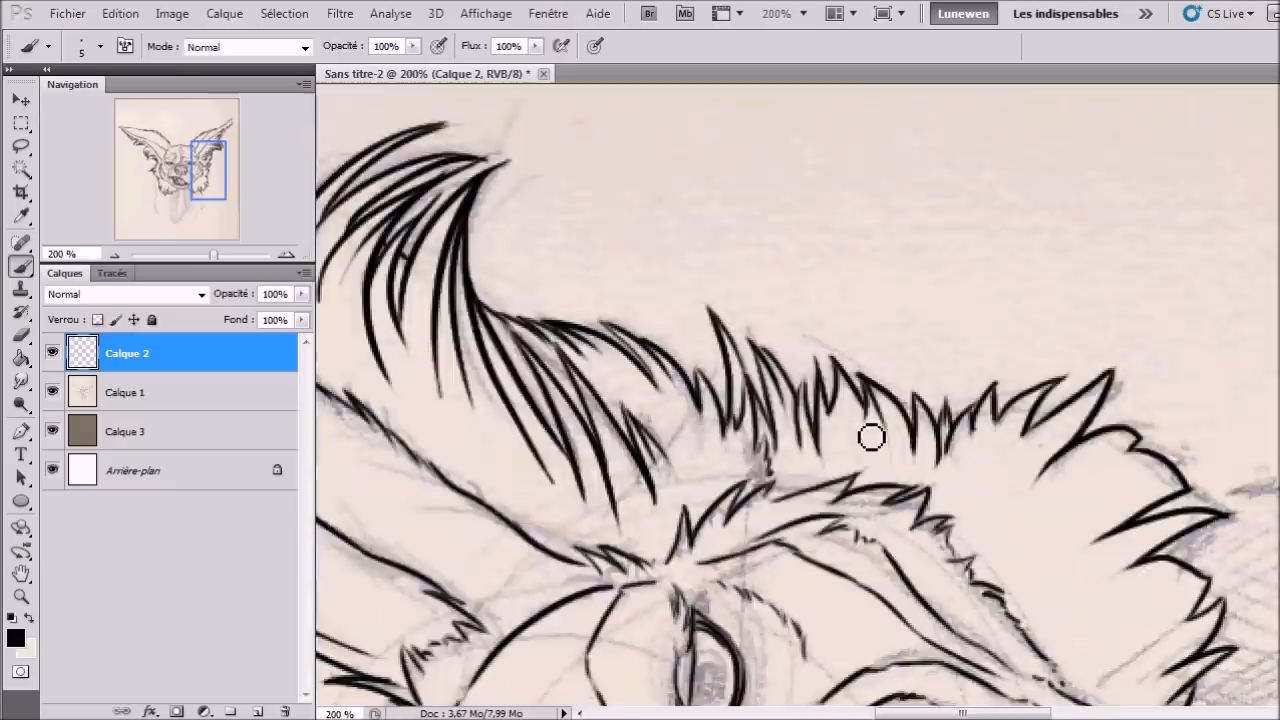 Ps Fichier Edition Image Calque Sélection Filtre Analyse 3D Affichage Fenêtre Aide Br Mb 200% Lunewen Les indispensables CS Live
5 Mode : Normal Opacité : 100% Flux : 100%
Navigation
Sans titre-2 @ 200% (Calque 2, RVB/8) *
200 %
Calques Tracés
Normal Opacité : 100%
Verrou : Fond : 100%
Calque 2
Calque 1
Calque 3
Arrière-plan
200 % Doc : 3,67 Mo/7,99 Mo